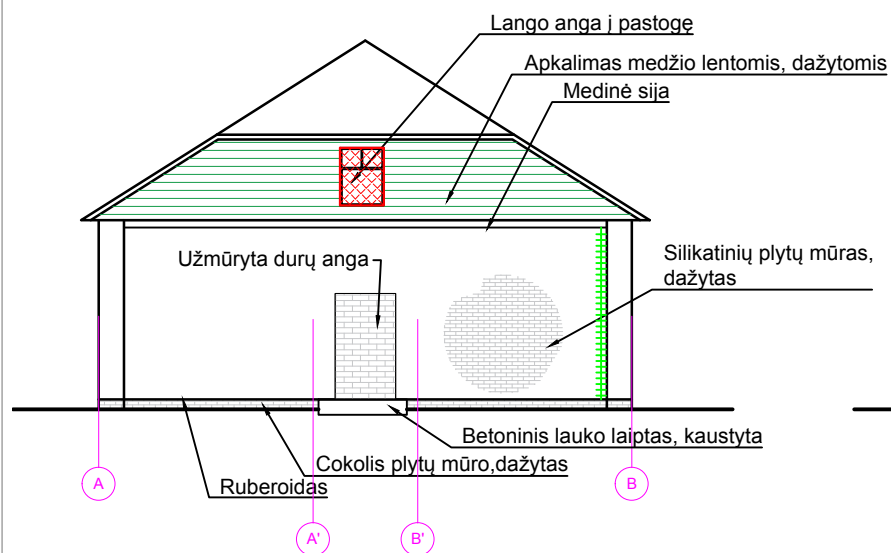 Lango anga į pastogę
Apkalimas medžio lentomis, dažytomis
Medinė sija
Užmūryta durų anga
Silikatinių plytų mūras,
dažytas
Betoninis lauko laiptas, kaustyta
Cokolis plytų mūro,dažytas
Ruberoidas
A
B
A'
B'